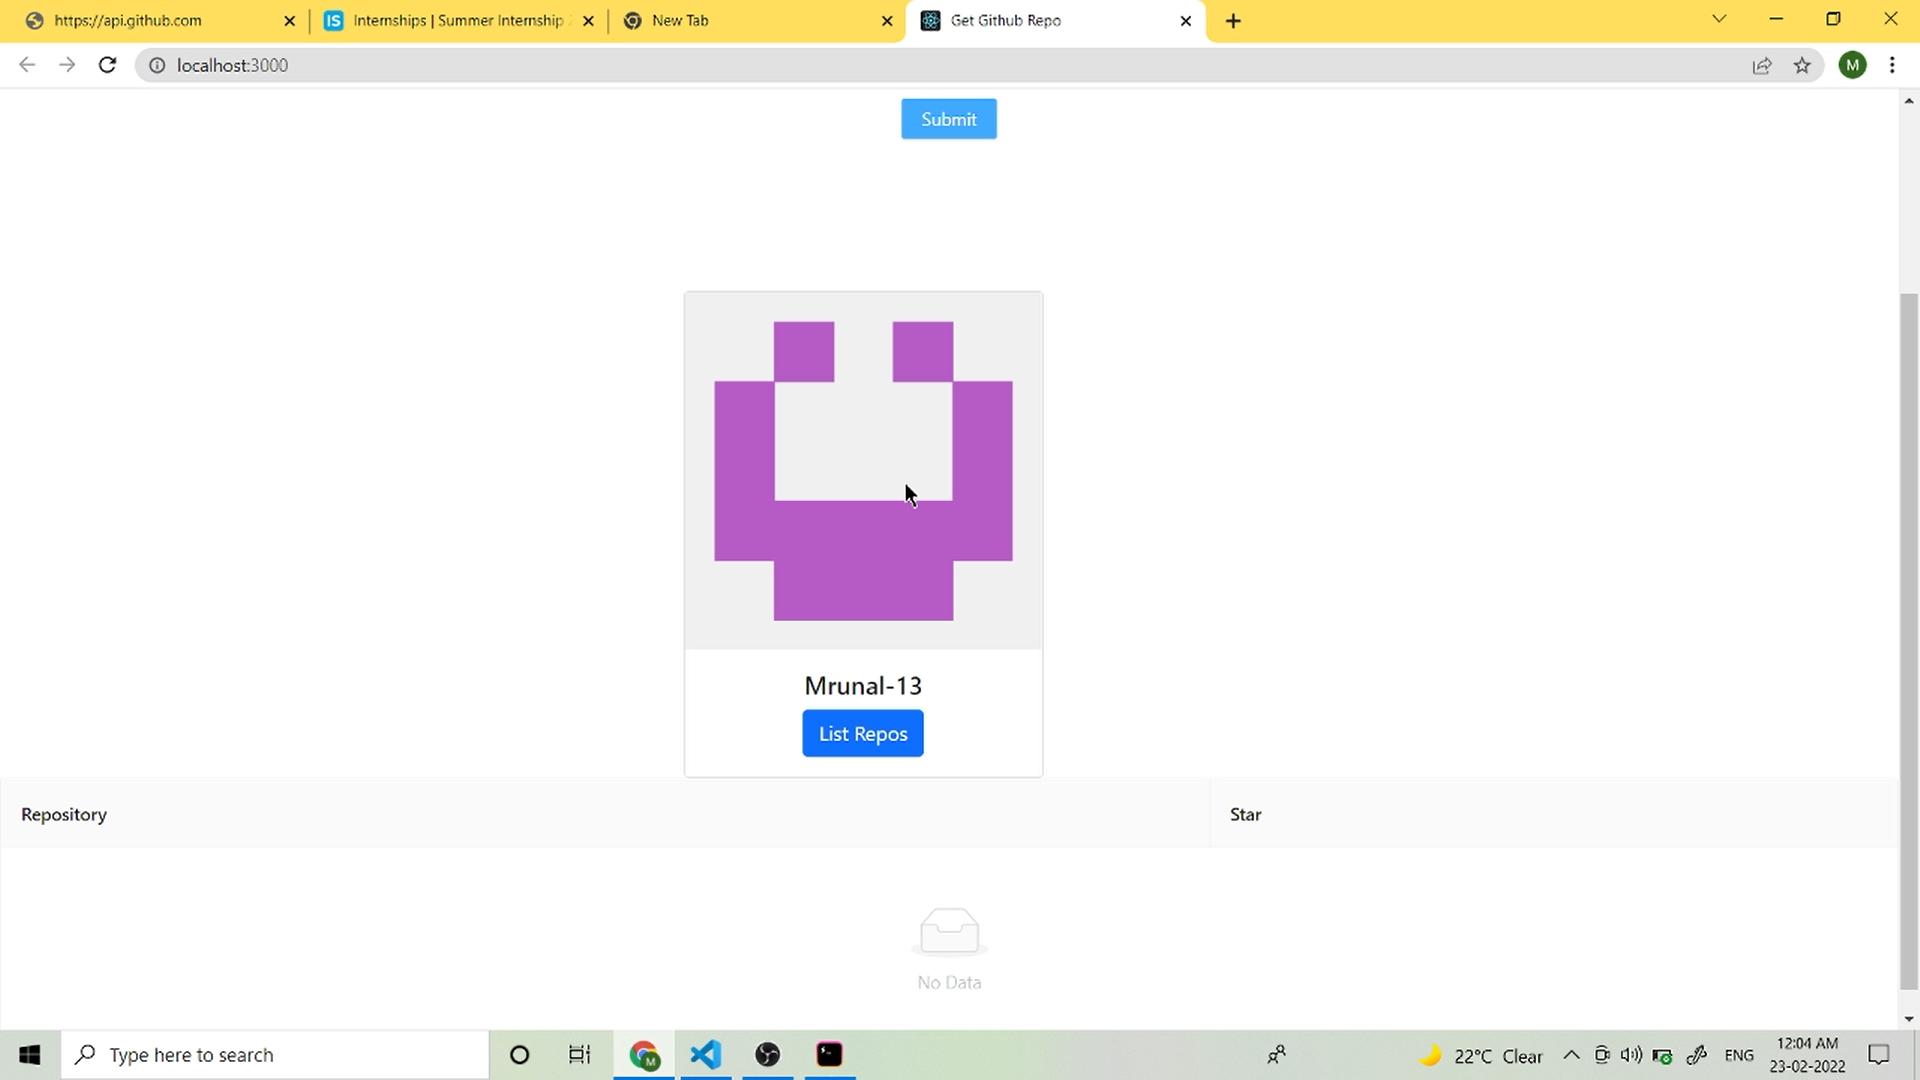 https://api.github.com
IS Internships | Summer Internship
New Tab
Get Github Repo
localhost:3000
M
Submit
Mrunal-13
List Repos
Repository Star
No Data
Type here to search
M
22°C Clear
ENG
12:04 AM
23-02-2022